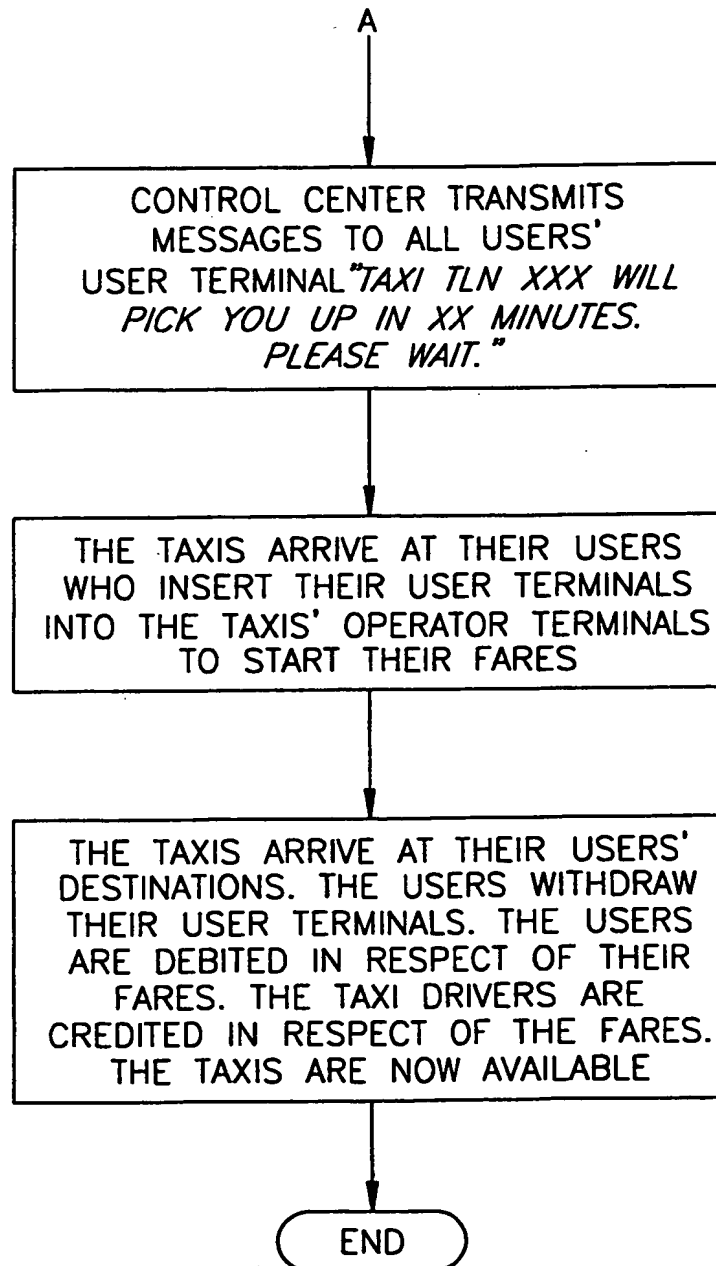 A
CONTROL CENTER TRANSMITS
MESSAGES TO ALL USERS'
USER TERMINAL "TAXI TLN XXX WILL
PICK YOU UP IN XX MINUTES.
PLEASE WAIT."
THE TAXIS ARRIVE AT THEIR USERS
WHO INSERT THEIR USER TERMINALS
INTO THE TAXIS' OPERATOR TERMINALS
TO START THEIR FARES
THE TAXIS ARRIVE AT THEIR USERS'
DESTINATIONS. THE USERS WITHDRAW
THEIR USER TERMINALS. THE USERS
ARE DEBITED IN RESPECT OF THEIR
FARES. THE TAXI DRIVERS ARE
CREDITED IN RESPECT OF THE FARES.
THE TAXIS ARE NOW AVAILABLE
END